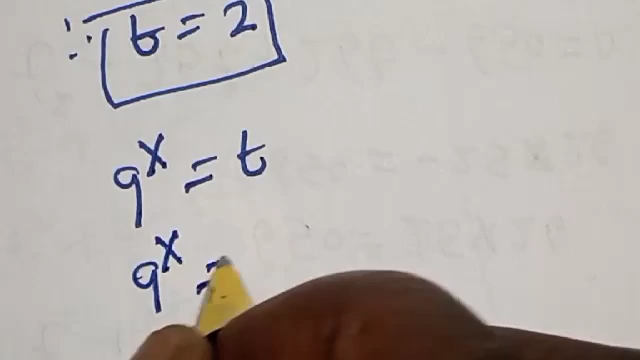 ∴ t = 2
9^x = t
9^x =